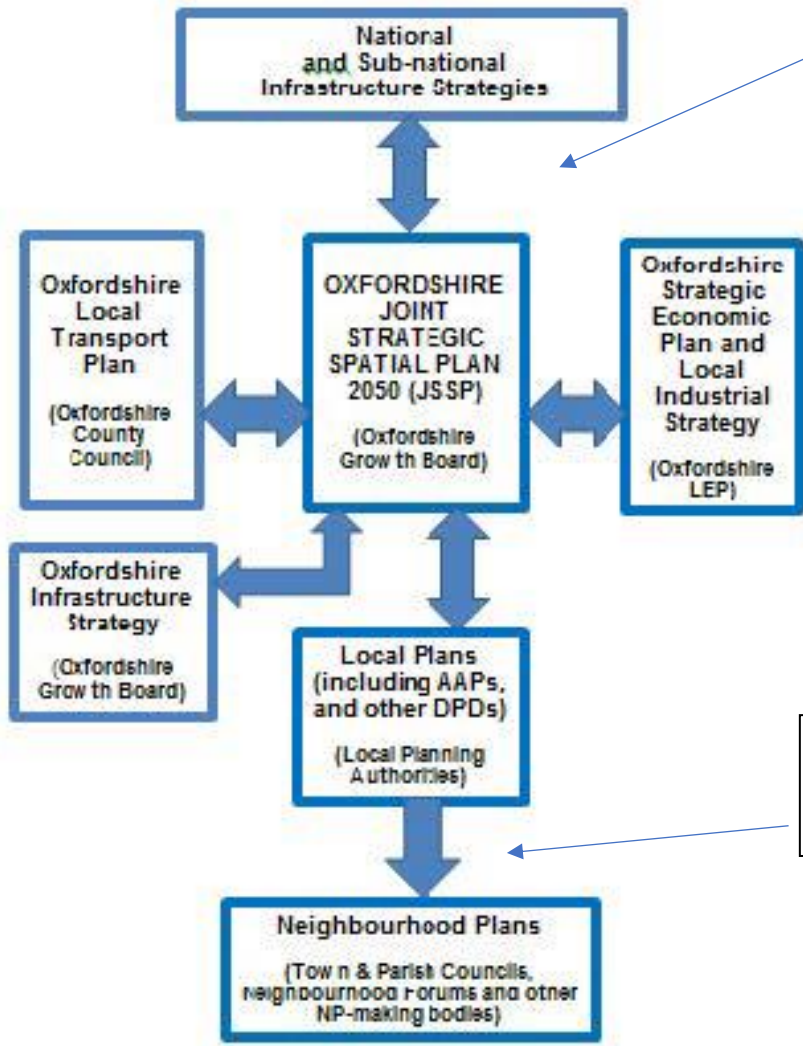 National
and Sub-national
Infrastructure Strategies
Oxfordshire
Local
Transport
Plan
(Oxfordshire
County
Council)
OXFORDSHIRE
JOINT
STRATEGIC
SPATIAL PLAN
2050 (JSSP)
(Oxfordshire
Growth Board)
Oxfordshire
Strategic
Economic
Plan and
Local
Industrial
Strategy
(Oxfordshire
LEP)
Oxfordshire
Infrastructure
Strategy
(Oxfordshire
Growth Board)
Local Plans
(including AAPs,
and other DPDs)
(Local Planning
Authorities)
Neighbourhood Plans
(Town & Parish Councils,
Neighbourhood Forums and other
NP-making bodies)